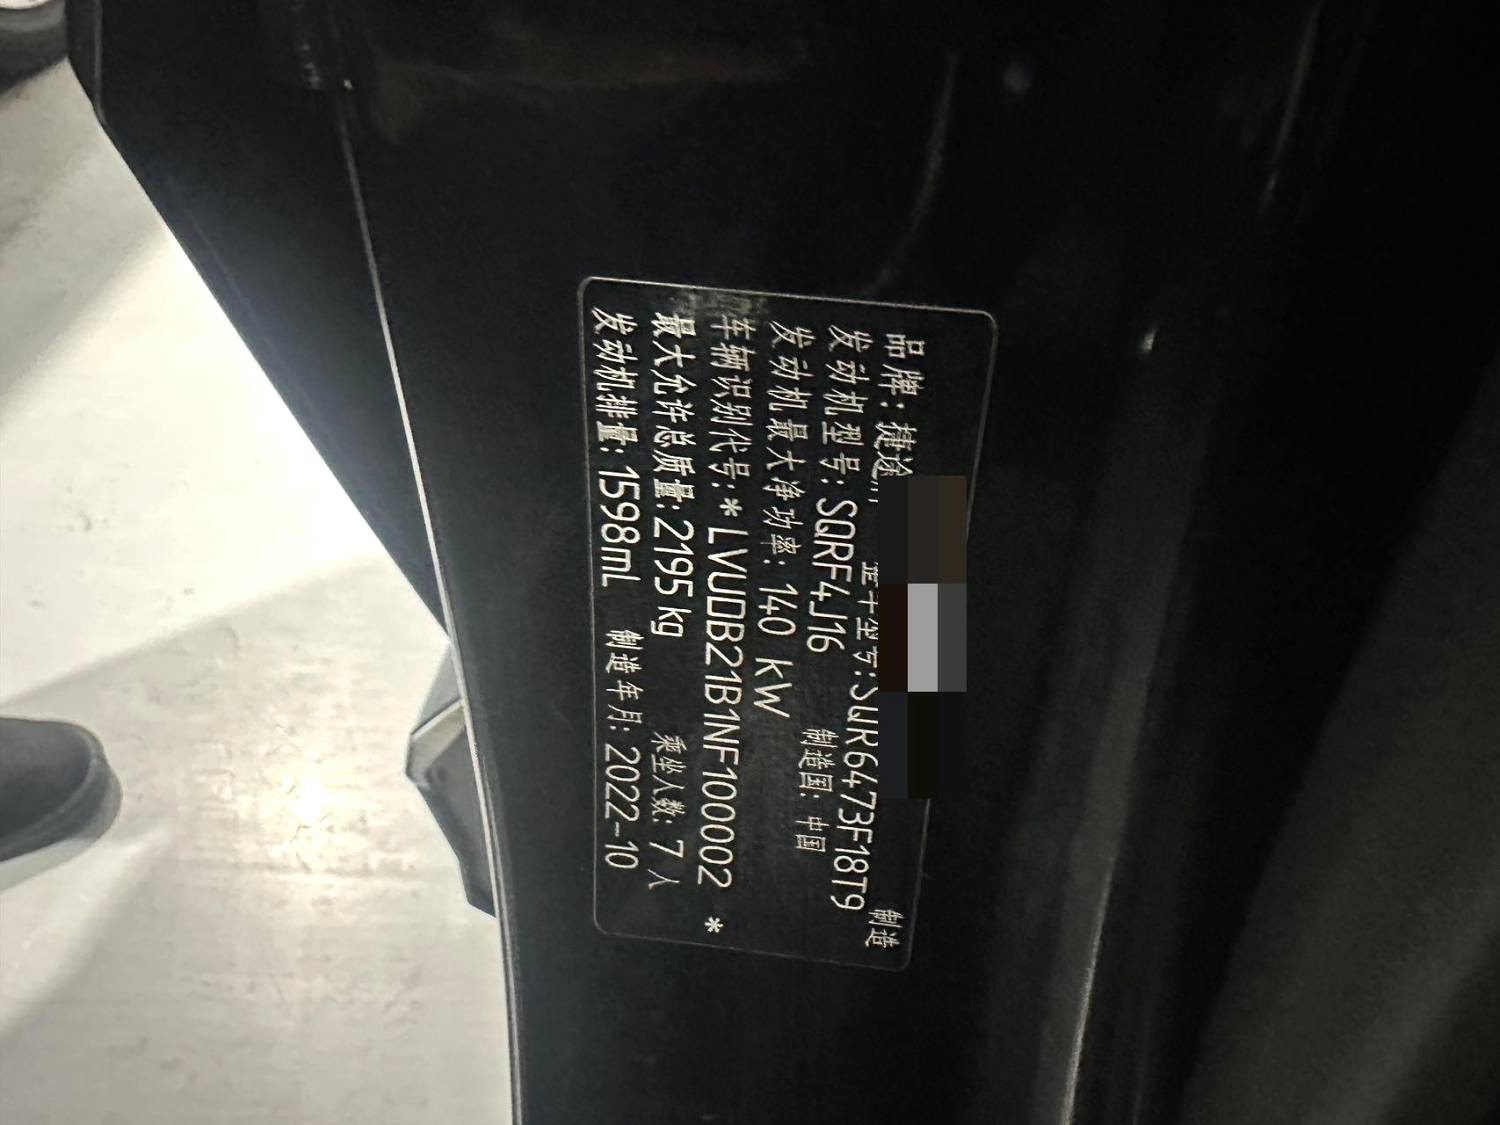 制造
品牌：捷途 整车型号：SQR6473F18T9
发动机型号：SQRF4J16 制造国：中国
发动机最大净功率：140 kW
车辆识别代号：*LVUDB21B1NF100002*
最大允许总质量：2195kg 乘坐人数：7人
发动机排量：1598mL 制造年月：2022-10